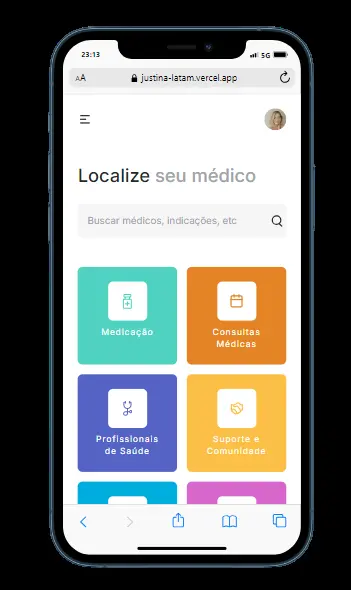 23:13
5G
AA
justina-latam.vercel.app
Localize seu médico
Buscar médicos, indicações, etc
Medicação
Consultas
Médicas
Profissionais
de Saúde
Suporte e
Comunidade